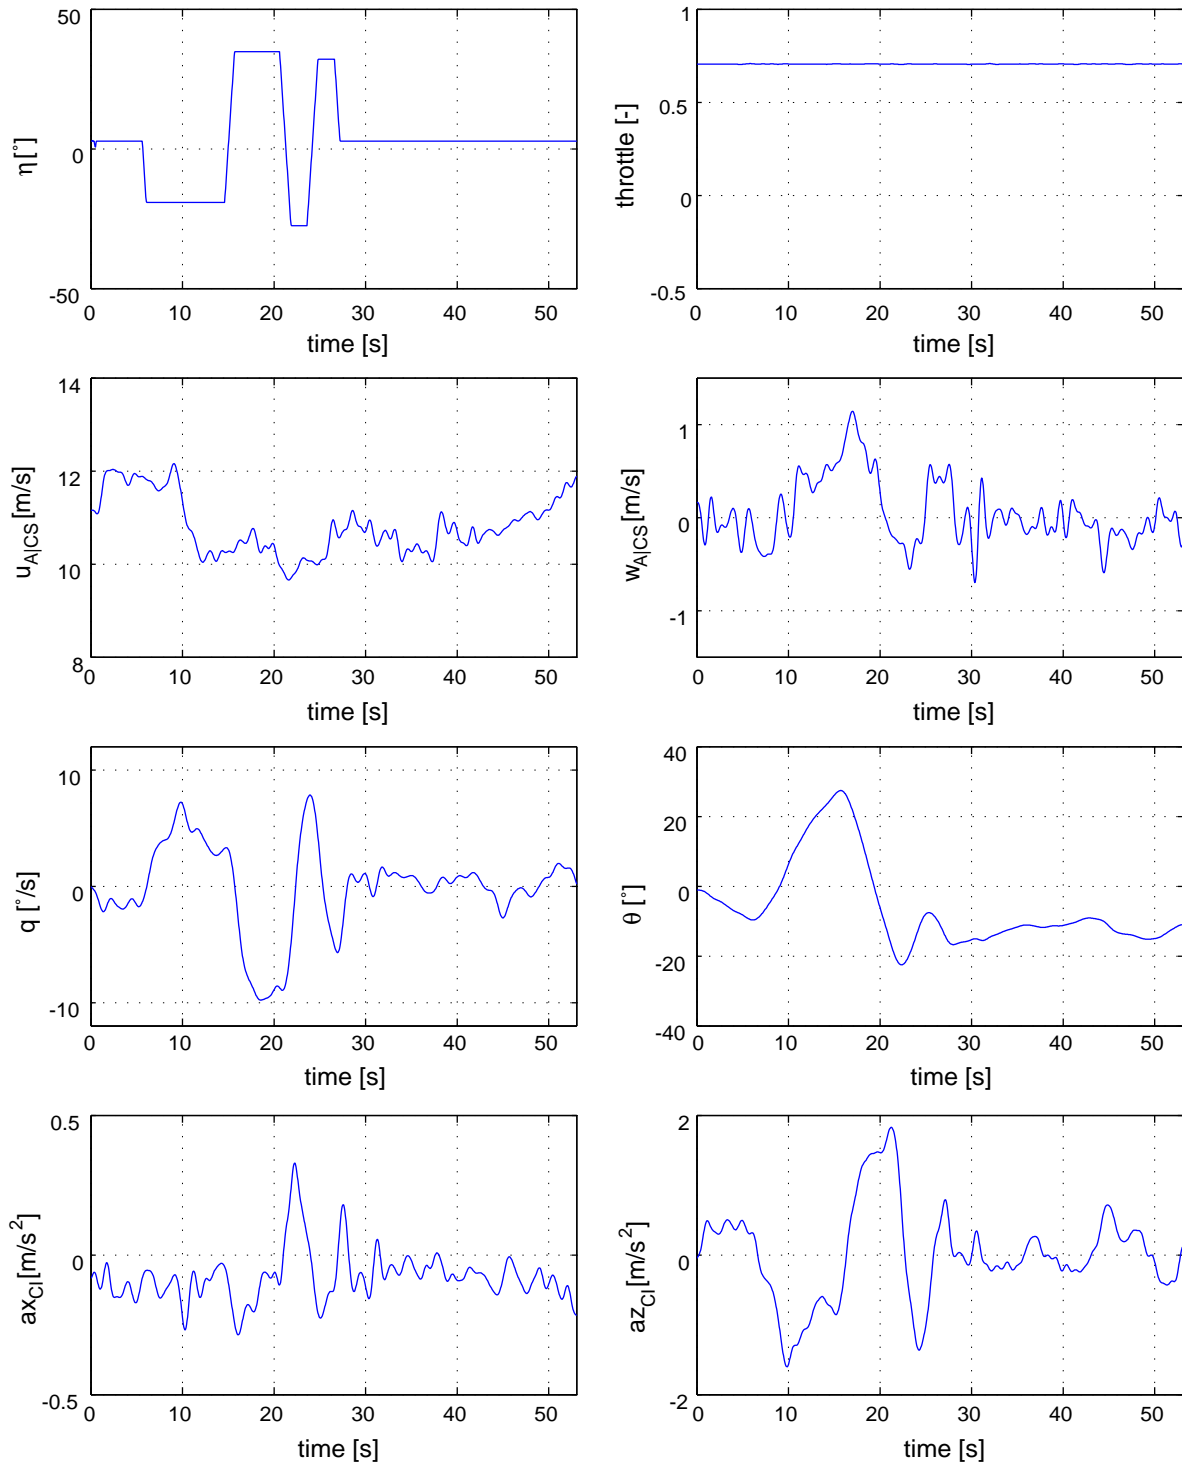 50
0
-50
η[°]
0 10 20 30 40 50
time [s]
1
0.5
0
-0.5
throttle [-]
0 10 20 30 40 50
time [s]
14
12
10
8
u_A|CS[m/s]
0 10 20 30 40 50
time [s]
1
0
-1
w_A|CS[m/s]
0 10 20 30 40 50
time [s]
10
0
-10
q [°/s]
0 10 20 30 40 50
time [s]
40
20
0
-20
-40
θ [°]
0 10 20 30 40 50
time [s]
0.5
0
-0.5
ax_CI[m/s²]
0 10 20 30 40 50
time [s]
2
0
-2
az_CI[m/s²]
0 10 20 30 40 50
time [s]